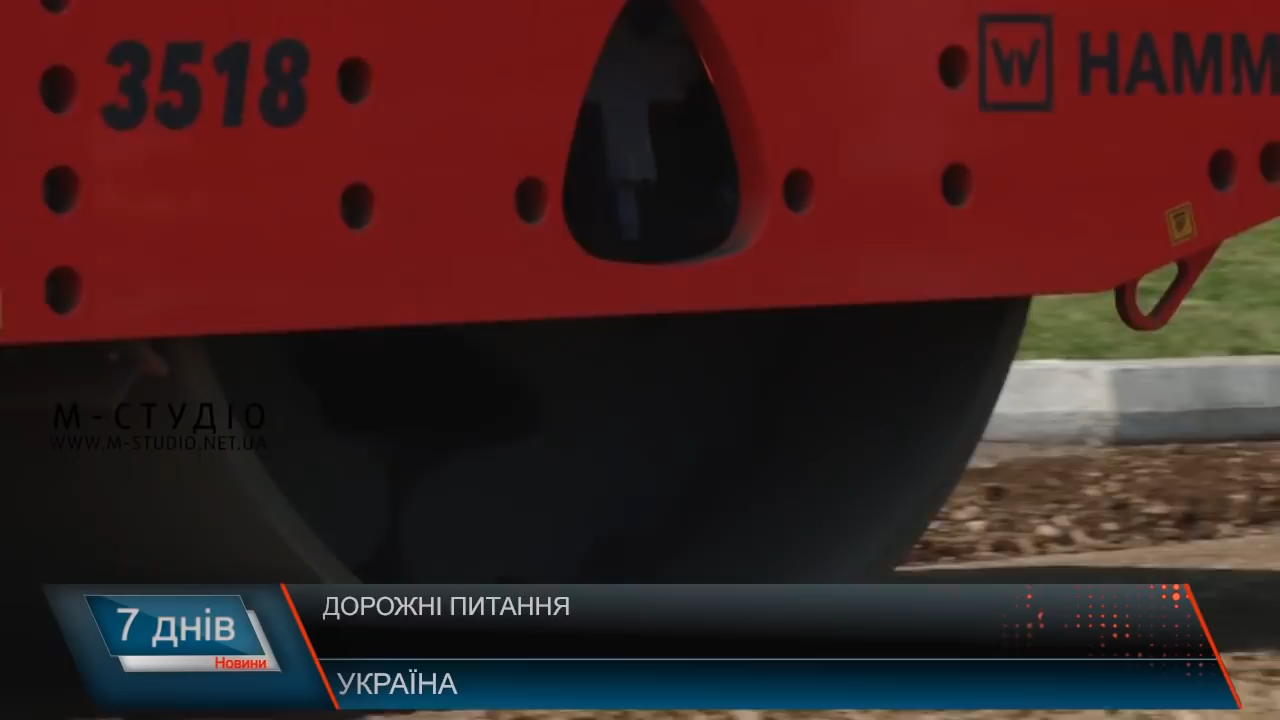 3518
W HAMM
М-СТУДІО
WWW.M-STUDIO.NET.UA
7 днів
Новини
ДОРОЖНІ ПИТАННЯ
УКРАЇНА